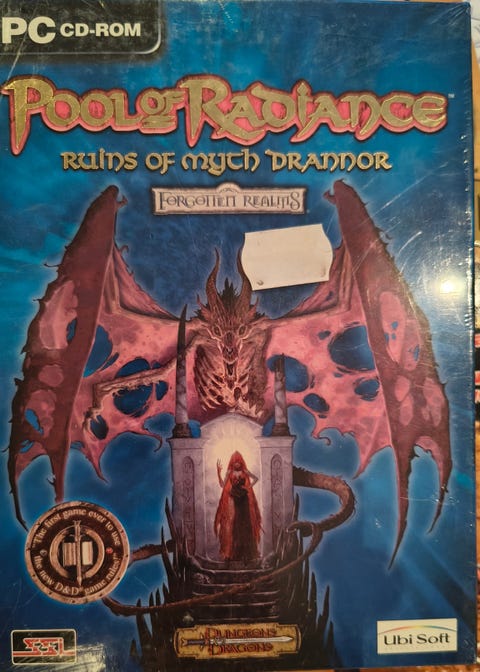 PC CD-ROM
POOL OF RADIANCE™
RUINS OF MYTH DRANNOR
FORGOTTEN REALMS
The first game ever to use
the new D&D® game rules!
SSI
DUNGEONS & DRAGONS
Ubi Soft